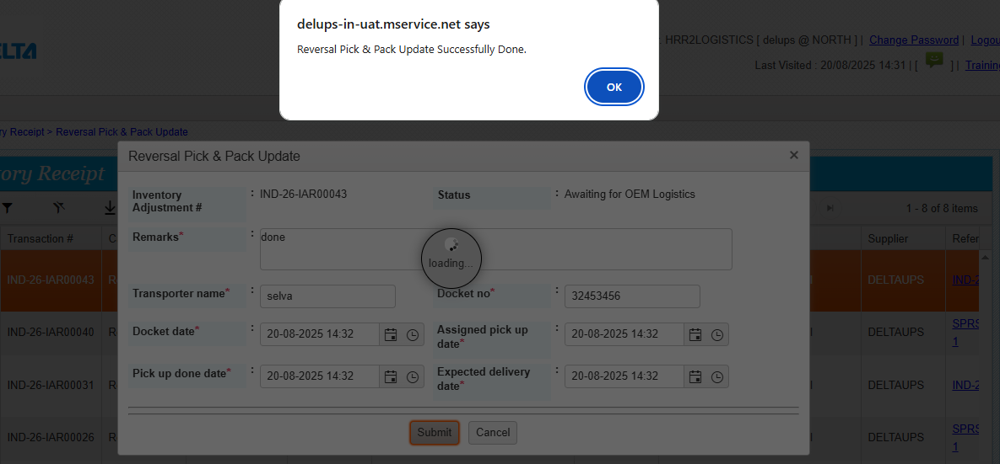 delups-in-uat.mservice.net says
Reversal Pick & Pack Update Successfully Done.
OK
: HRR2LOGISTICS [ delups @ NORTH ] | Change Password | Logou
Last Visited : 20/08/2025 14:31 | [ ] | Training
ELTA
ry Receipt > Reversal Pick & Pack Update
ory Receipt
Reversal Pick & Pack Update
Inventory Adjustment # : IND-26-IAR00043
Status : Awaiting for OEM Logistics
1 - 8 of 8 items
Remarks* : done
loading...
Transporter name* : selva
Docket no* : 32453456
Docket date* : 20-08-2025 14:32
Assigned pick up date* : 20-08-2025 14:32
Pick up done date* : 20-08-2025 14:32
Expected delivery date* : 20-08-2025 14:32
Submit Cancel
Transaction # C Supplier Refer
IND-26-IAR00043 R DELTAUPS IND-2
IND-26-IAR00040 R I DELTAUPS SPRS
1
IND-26-IAR00031 R I DELTAUPS IND-2
IND-26-IAR00026 R I DELTAUPS SPRS
1